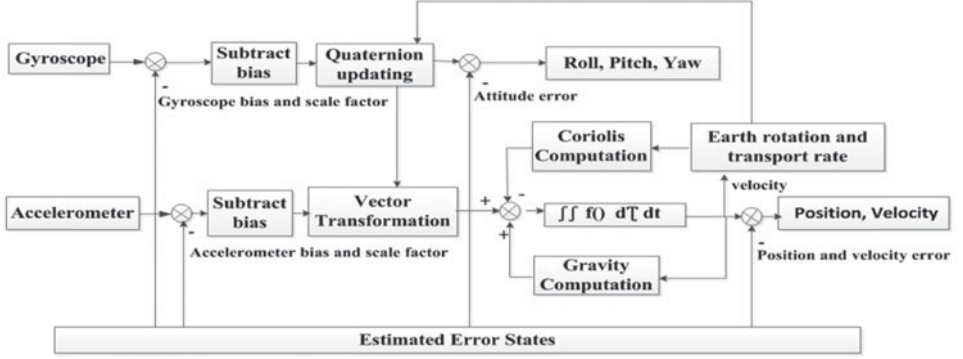 Gyroscope
Subtract
bias
Quaternion
updating
Roll, Pitch, Yaw
-
Gyroscope bias and scale factor
-
Attitude error
Coriolis
Computation
Earth rotation and
transport rate
velocity
Accelerometer
Subtract
bias
Vector
Transformation
+
-
+
∫∫ f() dτ dt
Position, Velocity
-
Accelerometer bias and scale factor
Gravity
Computation
-
Position and velocity error
Estimated Error States